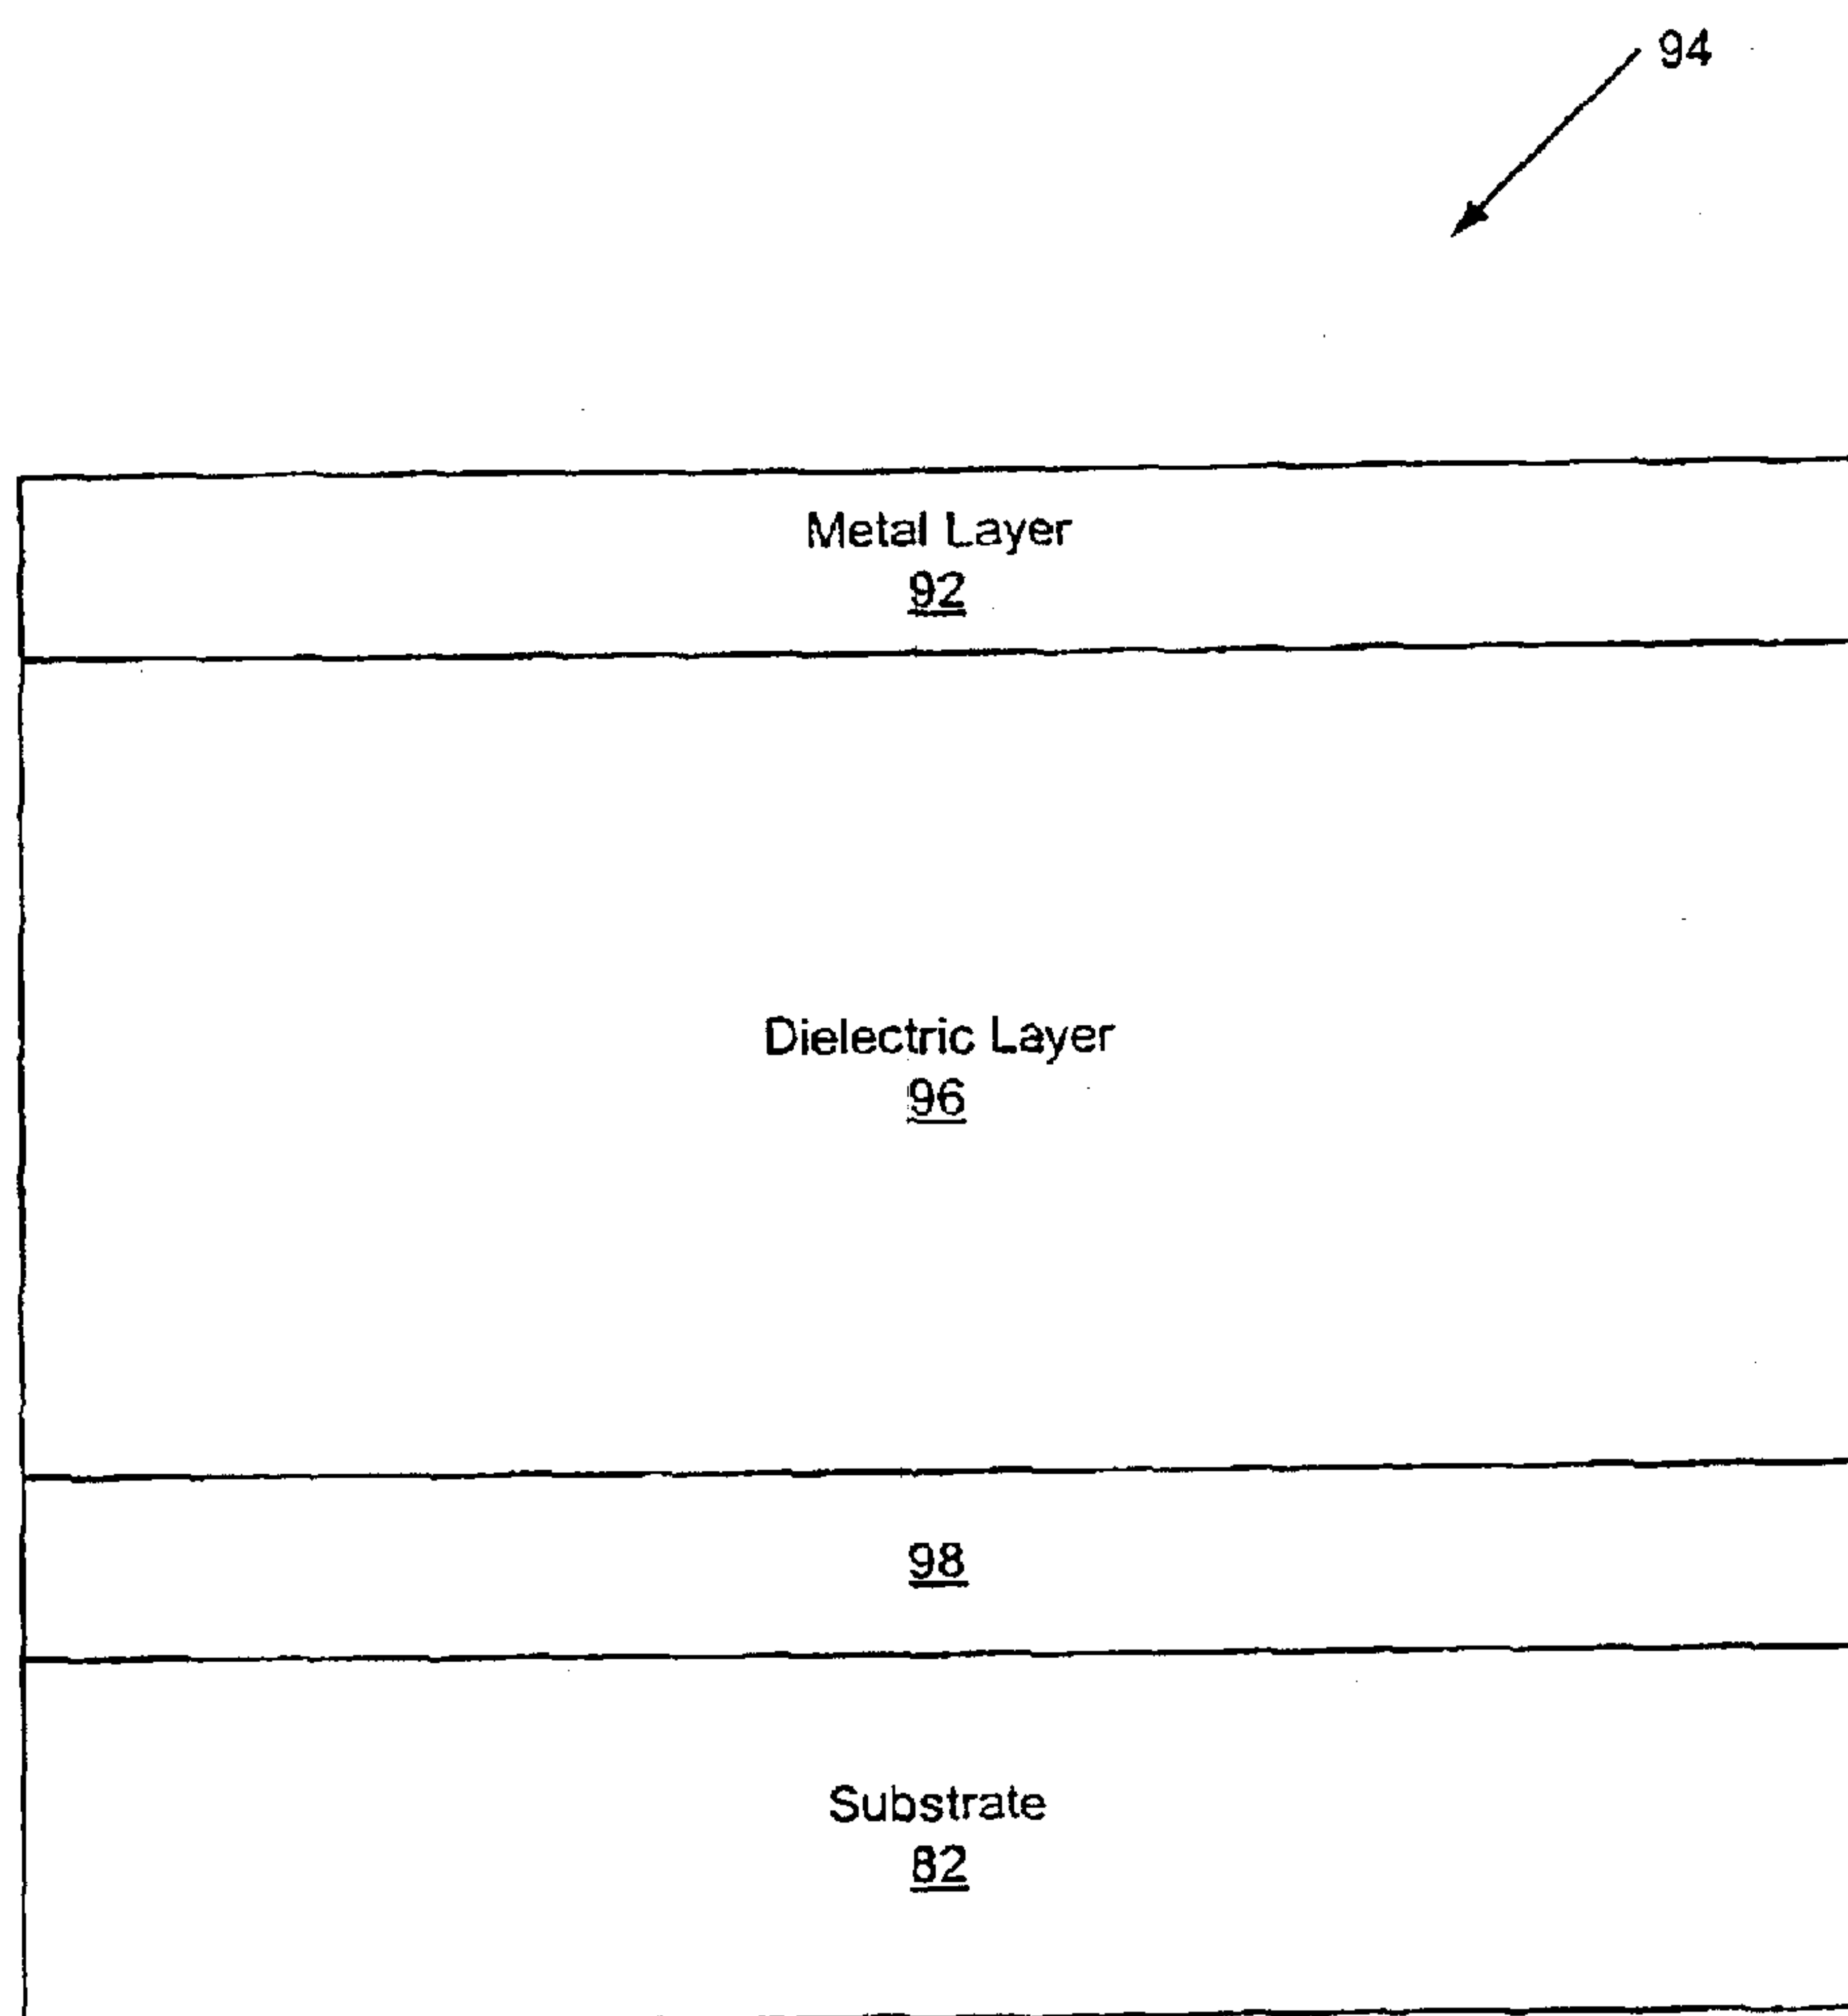 94
Metal Layer
92
Dielectric Layer
96
98
Substrate
82